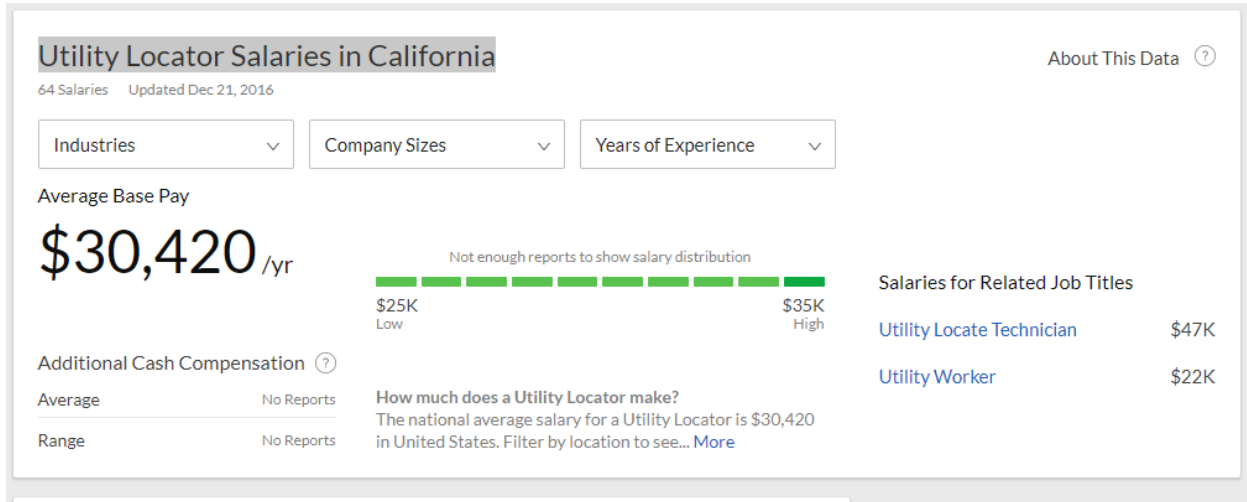 Utility Locator Salaries in California
About This Data ?
64 Salaries Updated Dec 21, 2016
Industries
Company Sizes
Years of Experience
Average Base Pay
$30,420 /yr
Not enough reports to show salary distribution
$25K
Low
$35K
High
Salaries for Related Job Titles
Utility Locate Technician $47K
Utility Worker $22K
Additional Cash Compensation ?
Average No Reports
Range No Reports
How much does a Utility Locator make?
The national average salary for a Utility Locator is $30,420
in United States. Filter by location to see... More